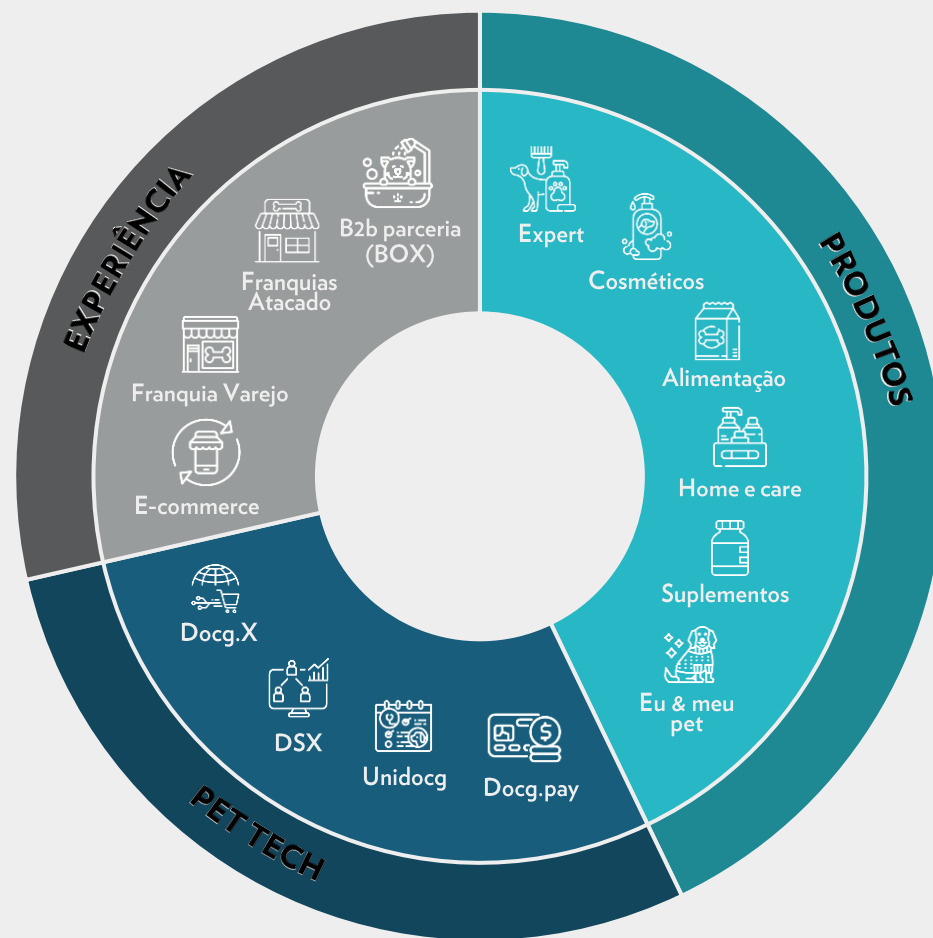 EXPERIÊNCIA
B2b parceria
(BOX)
Franquias
Atacado
Franquia Varejo
E-commerce
PRODUTOS
Expert
Cosméticos
Alimentação
Home e care
Suplementos
Eu & meu
pet
PET TECH
Docg.X
DSX
Unidocg
Docg.pay
$